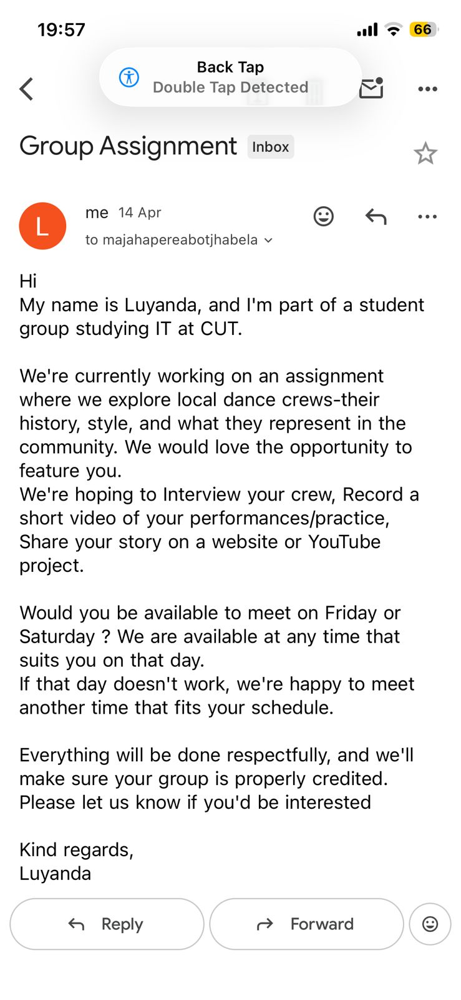 19:57
66
Back Tap
Double Tap Detected
Group Assignment Inbox
L
me 14 Apr
to majahapereabotjhabela
Hi
My name is Luyanda, and I'm part of a student
group studying IT at CUT.
We're currently working on an assignment
where we explore local dance crews-their
history, style, and what they represent in the
community. We would love the opportunity to
feature you.
We're hoping to Interview your crew, Record a
short video of your performances/practice,
Share your story on a website or YouTube
project.
Would you be available to meet on Friday or
Saturday ? We are available at any time that
suits you on that day.
If that day doesn't work, we're happy to meet
another time that fits your schedule.
Everything will be done respectfully, and we'll
make sure your group is properly credited.
Please let us know if you'd be interested
Kind regards,
Luyanda
Reply
Forward